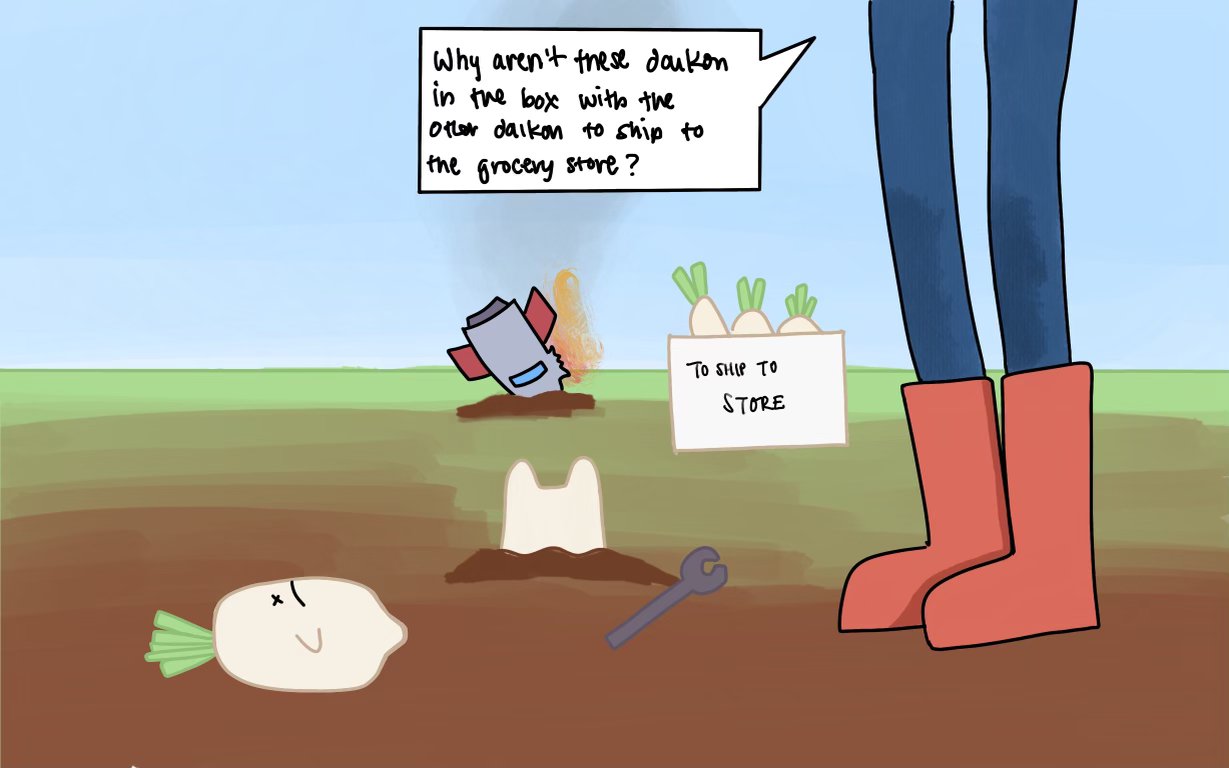 Why aren't these daikon
in the box with the
other daikon to ship to
the grocery store?
TO SHIP TO
STORE